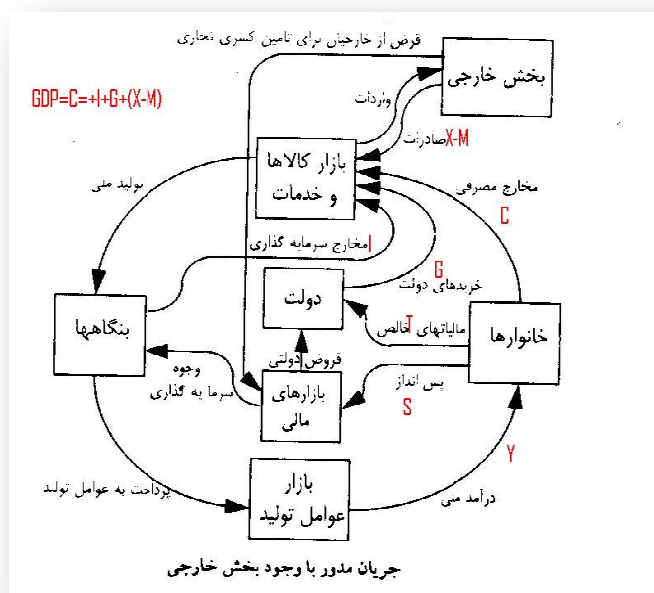 قرض از خارجیان برای تامین کسری تجاری
بخش خارجی
GDP=C=+I+G+(X-M)
واردات
صادرات
X-M
بازار کالاها
و خدمات
تولید ملی
مخارج مصرفی
C
مخارج سرمایه گذاری
I
G
خریدهای دولت
دولت
بنگاهها
خانوارها
مالیاتهای خالص
T
قروض دولتی
وجوه
سرمایه گذاری
بازارهای
مالی
پس انداز
S
Y
بازار
عوامل تولید
پرداخت به عوامل تولید
درآمد ملی
جریان مدور با وجود بخش خارجی